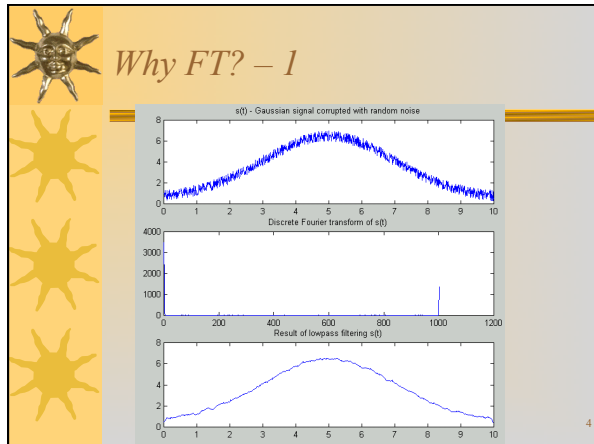 Why FT? – 1
s(t) - Gaussian signal corrupted with random noise
8
6
4
2
0
0 1 2 3 4 5 6 7 8 9 10
Discrete Fourier transform of s(t)
4000
3000
2000
1000
0
0 200 400 600 800 1000 1200
Result of lowpass filtering s(t)
8
6
4
2
0
0 1 2 3 4 5 6 7 8 9 10
4